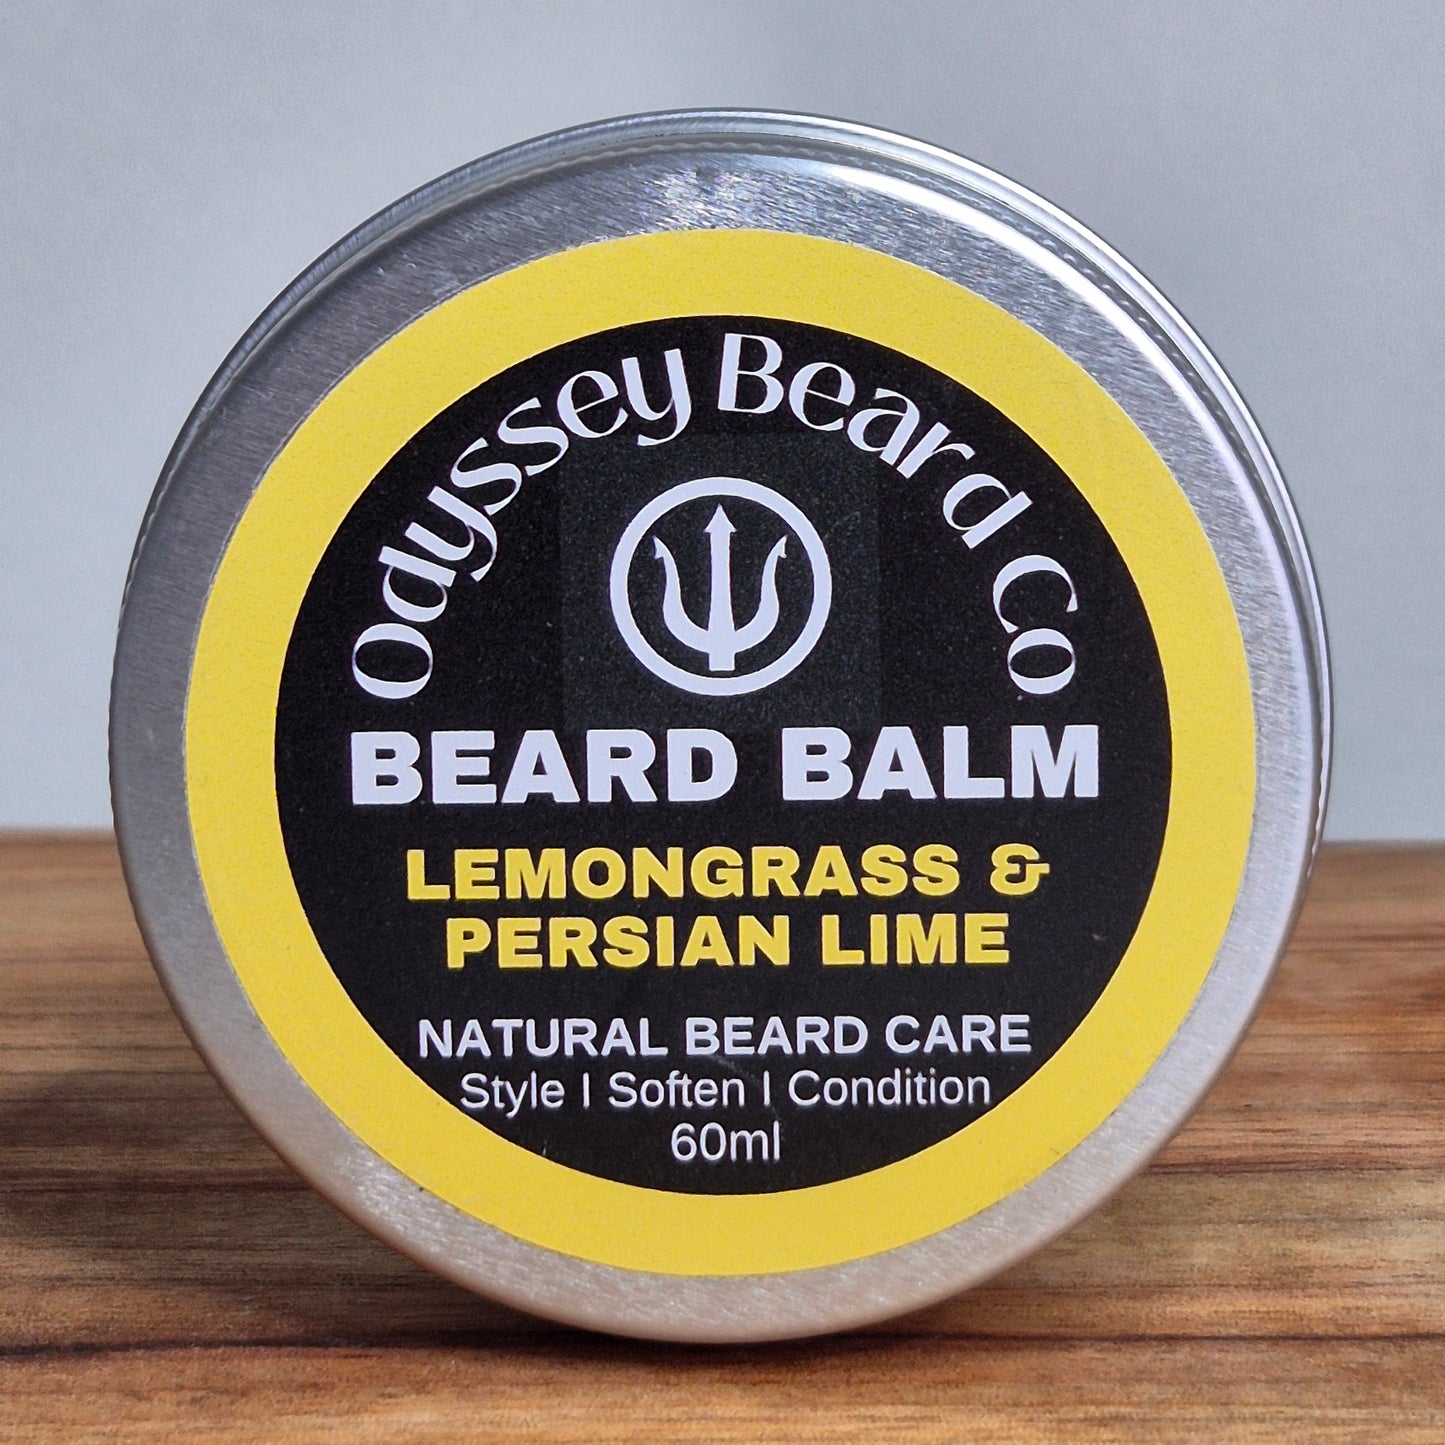 Odyssey Beard Co
BEARD BALM
LEMONGRASS &
PERSIAN LIME
NATURAL BEARD CARE
Style | Soften | Condition
60ml